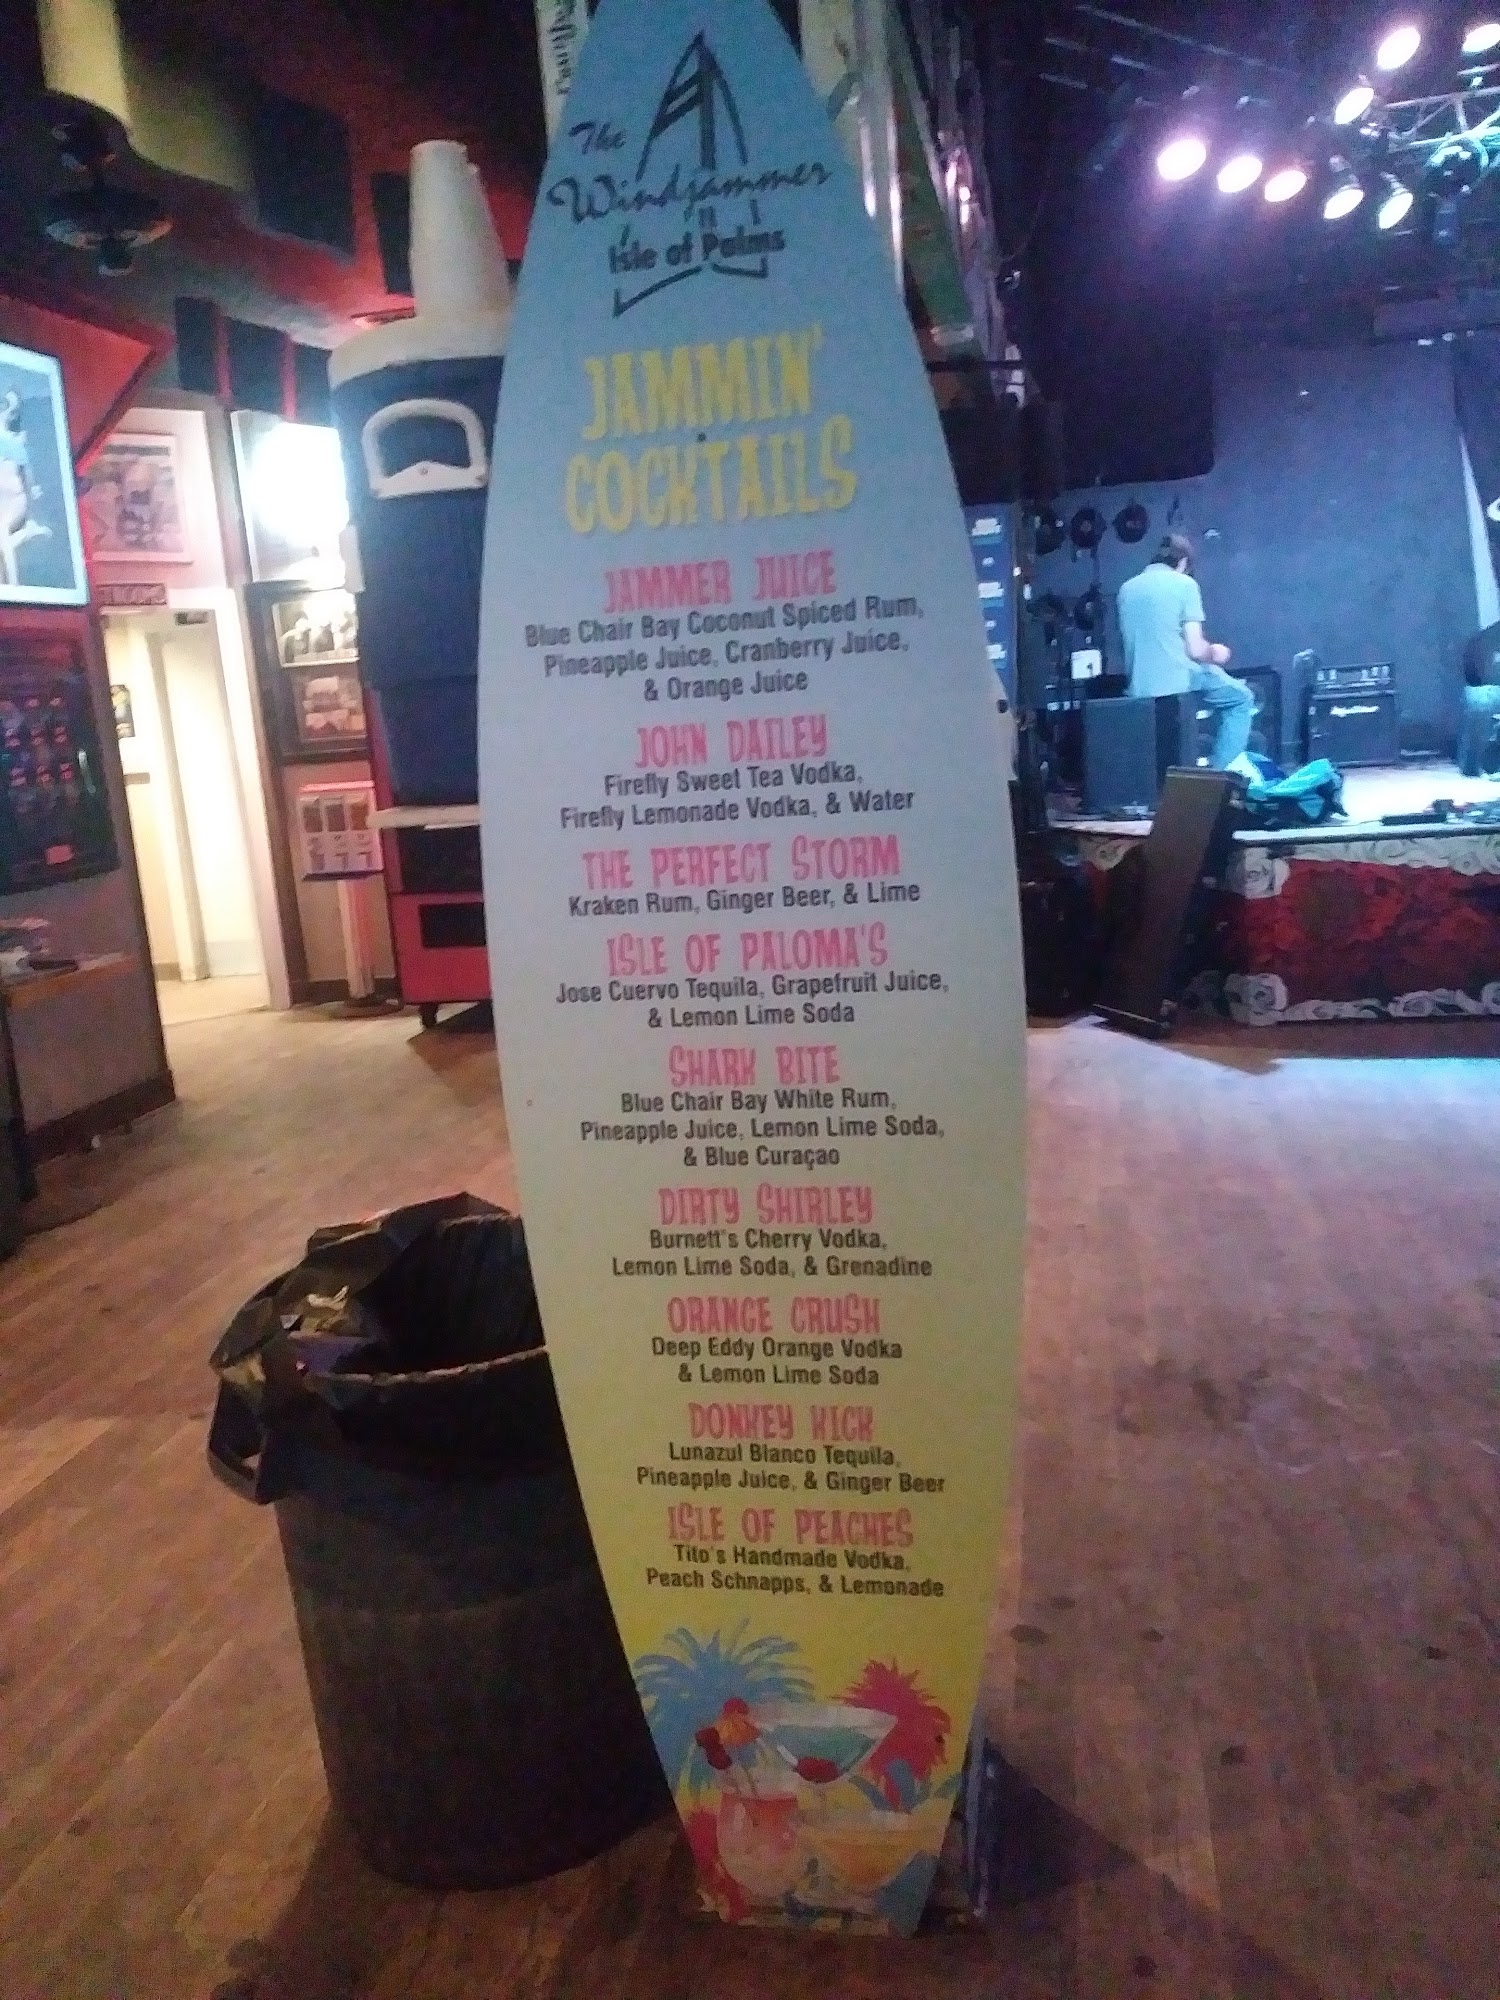 The
Windjammer
Isle of Palms
JAMMIN'
COCKTAILS
JAMMER JUICE
Blue Chair Bay Coconut Spiced Rum,
Pineapple Juice, Cranberry Juice,
& Orange Juice
JOHN DAILEY
Firefly Sweet Tea Vodka,
Firefly Lemonade Vodka, & Water
THE PERFECT STORM
Kraken Rum, Ginger Beer, & Lime
ISLE OF PALOMA'S
Jose Cuervo Tequila, Grapefruit Juice,
& Lemon Lime Soda
SHARK BITE
Blue Chair Bay White Rum,
Pineapple Juice, Lemon Lime Soda,
& Blue Curaçao
DIRTY SHIRLEY
Burnett's Cherry Vodka,
Lemon Lime Soda, & Grenadine
ORANGE CRUSH
Deep Eddy Orange Vodka
& Lemon Lime Soda
DONKEY KICK
Lunazul Blanco Tequila,
Pineapple Juice, & Ginger Beer
ISLE OF PEACHES
Tito's Handmade Vodka,
Peach Schnapps, & Lemonade